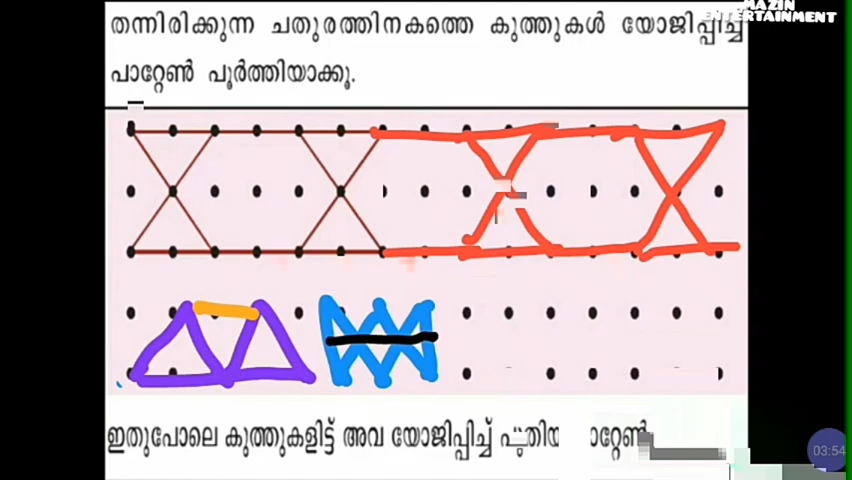 MAZIN
ENTERTAINMENT
തന്നിരിക്കുന്ന ചതുരത്തിനകത്തെ കുത്തുകൾ യോജിപ്പിച്ച്
പാറ്റേൺ പൂർത്തിയാക്കൂ.
ഇതുപോലെ കുത്തുകളിട്ട് അവ യോജിപ്പിച്ച്
03:54